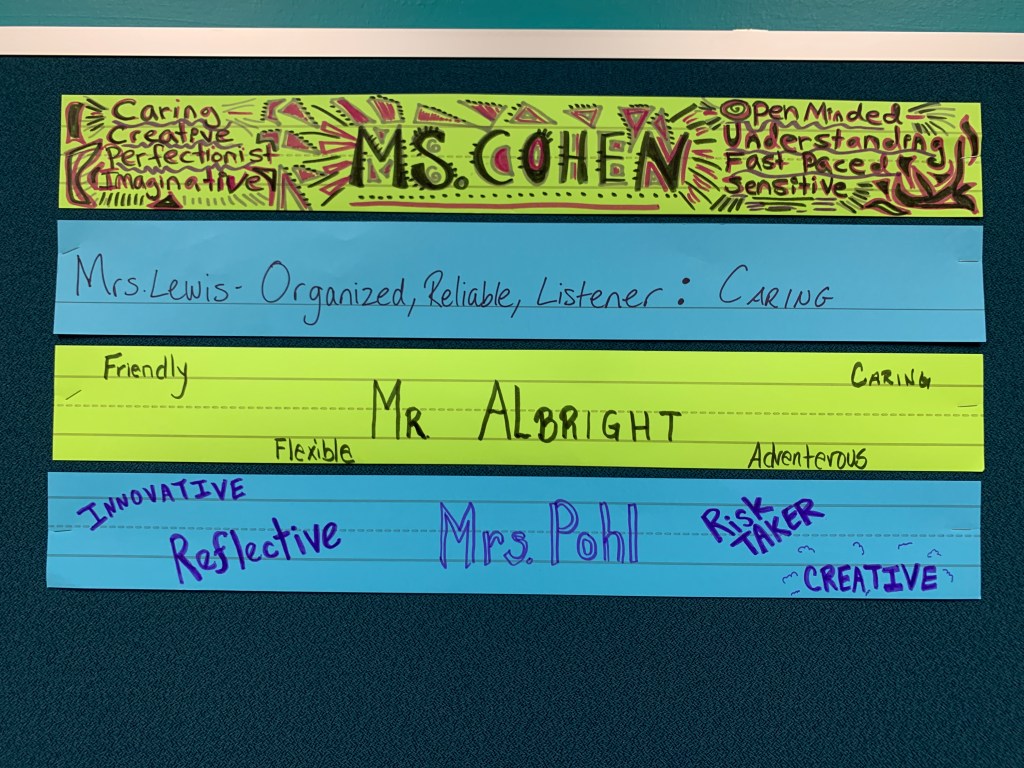 Caring
Creative
Perfectionist
Imaginative
MS. COHEN
Open Minded
Understanding
Fast Paced
Sensitive
Mrs. Lewis - Organized, Reliable, Listener : CARING
Friendly
CARING
MR. ALBRIGHT
Flexible
Adventerous
INNOVATIVE
Reflective
Mrs. Pohl
RISK
TAKER
CREATIVE